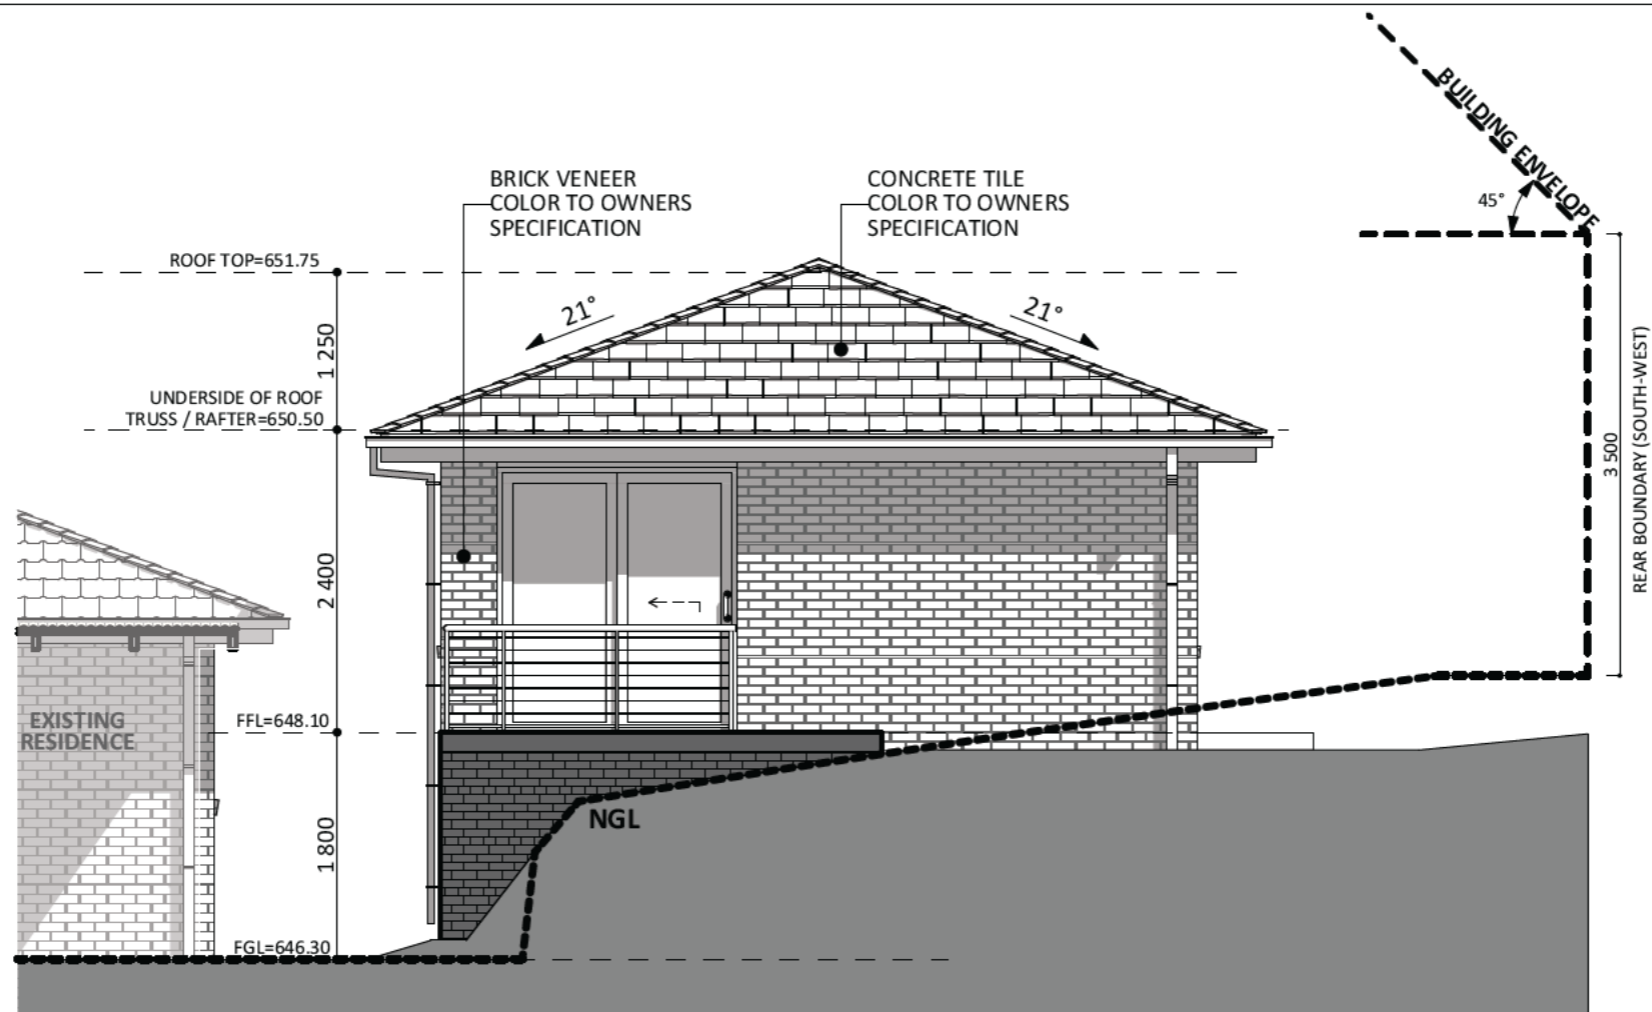 BUILDING ENVELOPE
45°
BRICK VENEER
COLOR TO OWNERS
SPECIFICATION
CONCRETE TILE
COLOR TO OWNERS
SPECIFICATION
ROOF TOP=651.75
21°
21°
1 250
UNDERSIDE OF ROOF
TRUSS / RAFTER=650.50
3 500
REAR BOUNDARY (SOUTH-WEST)
2 400
EXISTING
RESIDENCE
FFL=648.10
NGL
1 800
FGL=646.30